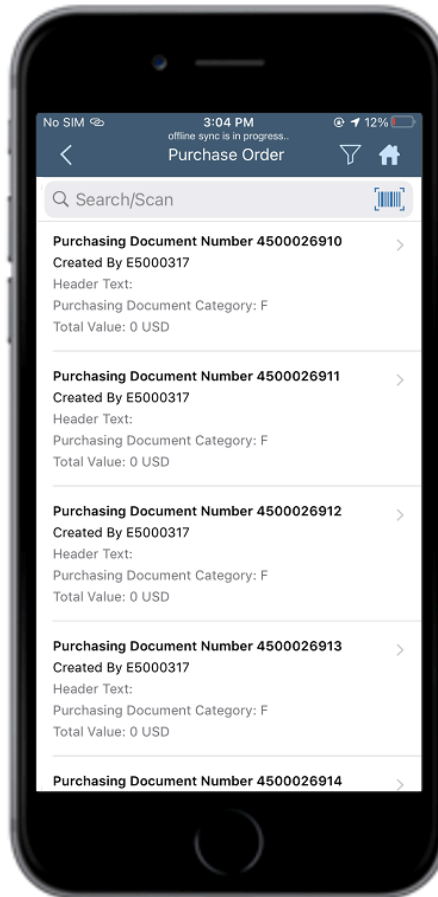 No SIM 3:04 PM 12%
offline sync is in progress..
Purchase Order
Search/Scan
Purchasing Document Number 4500026910
Created By E5000317
Header Text:
Purchasing Document Category: F
Total Value: 0 USD
Purchasing Document Number 4500026911
Created By E5000317
Header Text:
Purchasing Document Category: F
Total Value: 0 USD
Purchasing Document Number 4500026912
Created By E5000317
Header Text:
Purchasing Document Category: F
Total Value: 0 USD
Purchasing Document Number 4500026913
Created By E5000317
Header Text:
Purchasing Document Category: F
Total Value: 0 USD
Purchasing Document Number 4500026914